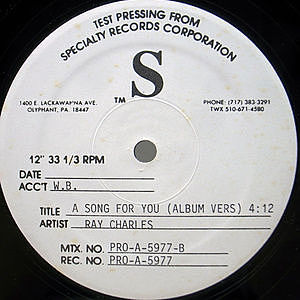 TEST PRESSING FROM
SPECIALTY RECORDS CORPORATION
S
TM
1400 E. LACKAWANNA AVE.
OLYPHANT, PA. 18447
PHONE: (717) 383-3291
TWX 510-671-4580
12" 33 1/3 RPM
DATE
ACC'T W.B.
TITLE A SONG FOR YOU (ALBUM VERS) 4:12
ARTIST RAY CHARLES
MTX. NO. PRO-A-5977-B
REC. NO. PRO-A-5977